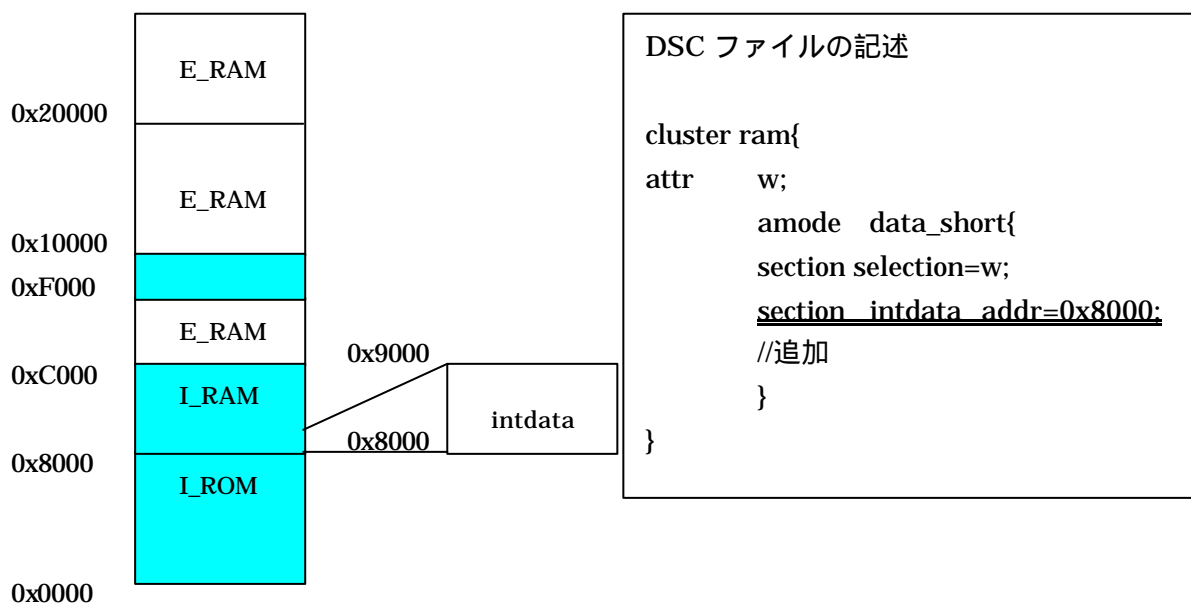 E_RAM
0x20000
E_RAM
0x10000
0xF000
E_RAM
0xC000
I_RAM
0x8000
I_ROM
0x0000
0x9000
intdata
0x8000
DSC ファイルの記述
cluster ram{
attr w;
amode data_short{
section selection=w;
section intdata addr=0x8000;
//追加
}
}